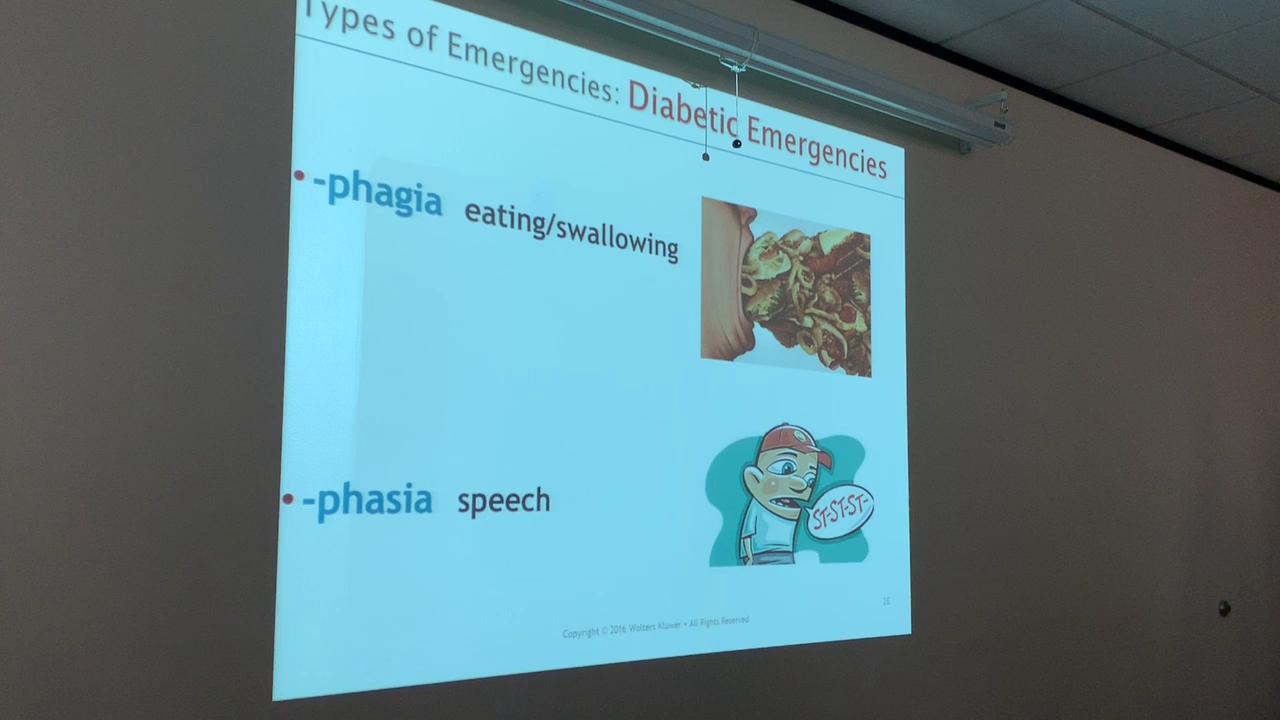 Types of Emergencies: Diabetic Emergencies
• -phagia eating/swallowing
• -phasia speech
ST-ST-ST-
26
Copyright © 2016 Wolters Kluwer • All Rights Reserved